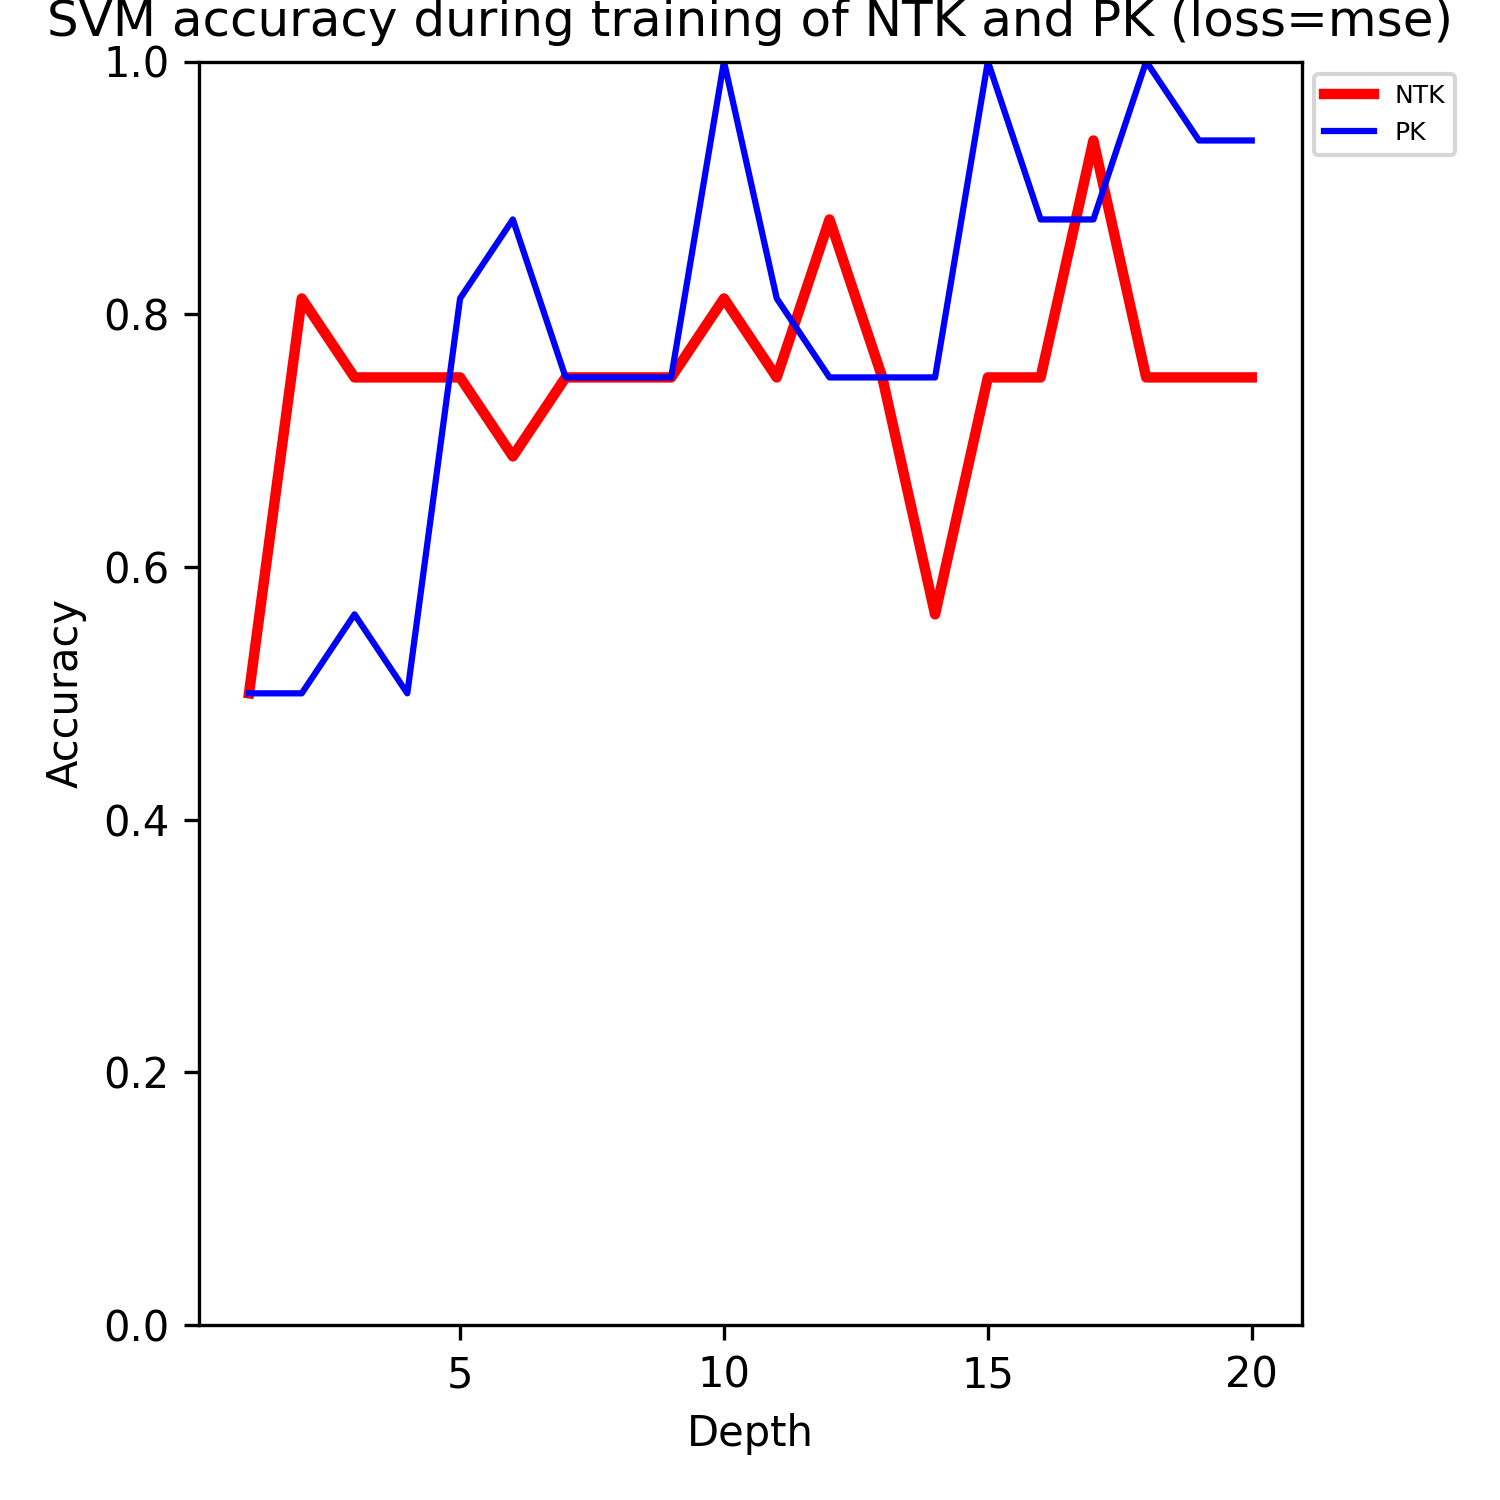 SVM accuracy during training of NTK and PK (loss=mse)
1.0
0.8
0.6
0.4
0.2
0.0
Accuracy
5 10 15 20
Depth
NTK
PK